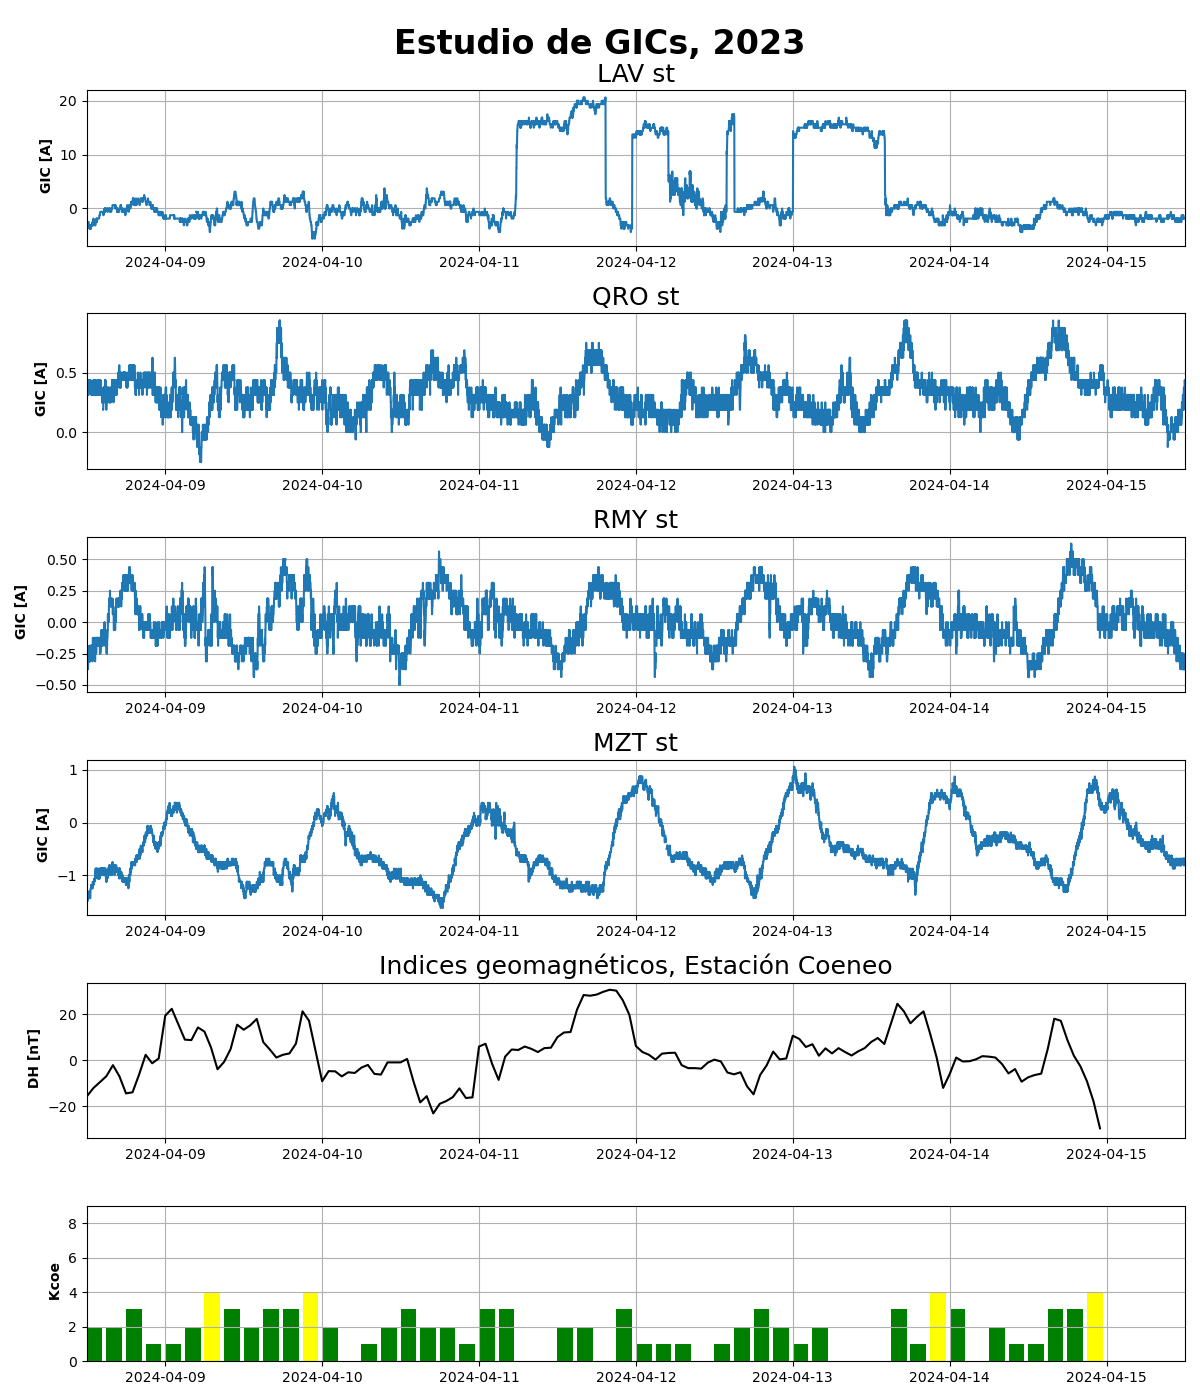 Estudio de GICs, 2023
LAV st
GIC [A]
20
10
0
2024-04-09 2024-04-10 2024-04-11 2024-04-12 2024-04-13 2024-04-14 2024-04-15
QRO st
GIC [A]
0.5
0.0
2024-04-09 2024-04-10 2024-04-11 2024-04-12 2024-04-13 2024-04-14 2024-04-15
RMY st
GIC [A]
0.50
0.25
0.00
−0.25
−0.50
2024-04-09 2024-04-10 2024-04-11 2024-04-12 2024-04-13 2024-04-14 2024-04-15
MZT st
GIC [A]
1
0
−1
2024-04-09 2024-04-10 2024-04-11 2024-04-12 2024-04-13 2024-04-14 2024-04-15
Indices geomagnéticos, Estación Coeneo
DH [nT]
20
0
−20
2024-04-09 2024-04-10 2024-04-11 2024-04-12 2024-04-13 2024-04-14 2024-04-15
Kcoe
8
6
4
2
0
2024-04-09 2024-04-10 2024-04-11 2024-04-12 2024-04-13 2024-04-14 2024-04-15